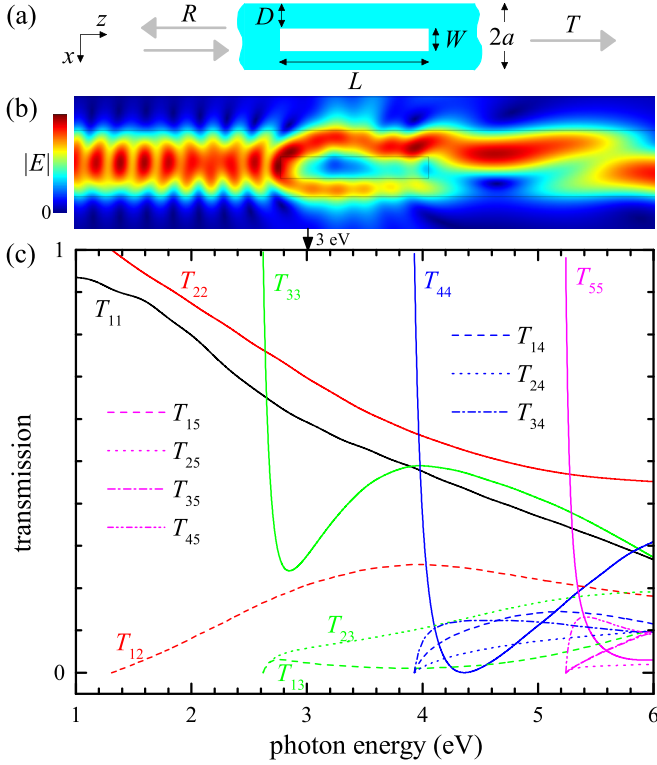 (a)
z
x
R
D
W
2a
T
L
(b)
|E|
0
3 eV
(c)
1
T22
T33
T44
T55
T11
T14
T24
T34
T15
T25
T35
T45
transmission
T23
T12
T13
0
1 2 3 4 5 6
photon energy (eV)